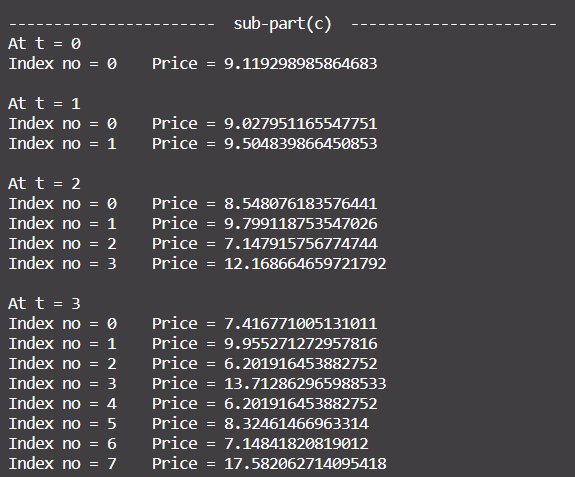 ----------------------- sub-part(c) -----------------------
At t = 0
Index no = 0 Price = 9.119298985864683
At t = 1
Index no = 0 Price = 9.027951165547751
Index no = 1 Price = 9.504839866450853
At t = 2
Index no = 0 Price = 8.548076183576441
Index no = 1 Price = 9.799118753547026
Index no = 2 Price = 7.147915756774744
Index no = 3 Price = 12.168664659721792
At t = 3
Index no = 0 Price = 7.416771005131011
Index no = 1 Price = 9.955271272957816
Index no = 2 Price = 6.201916453882752
Index no = 3 Price = 13.712862965988533
Index no = 4 Price = 6.201916453882752
Index no = 5 Price = 8.32461466963314
Index no = 6 Price = 7.14841820819012
Index no = 7 Price = 17.582062714095418